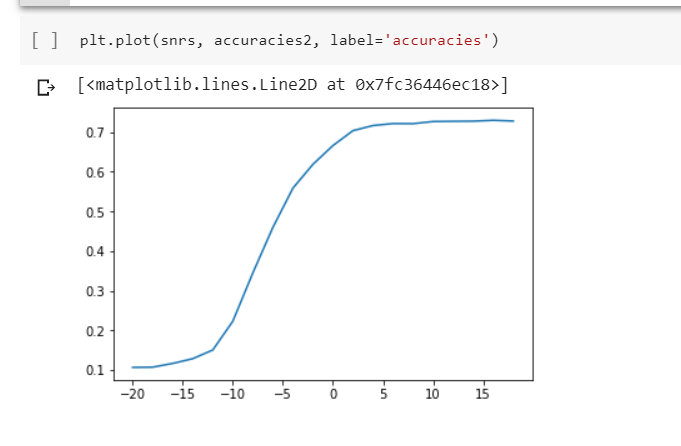 [ ] plt.plot(snrs, accuracies2, label='accuracies')
[<matplotlib.lines.Line2D at 0x7fc36446ec18>]
0.7
0.6
0.5
0.4
0.3
0.2
0.1
−20 −15 −10 −5 0 5 10 15